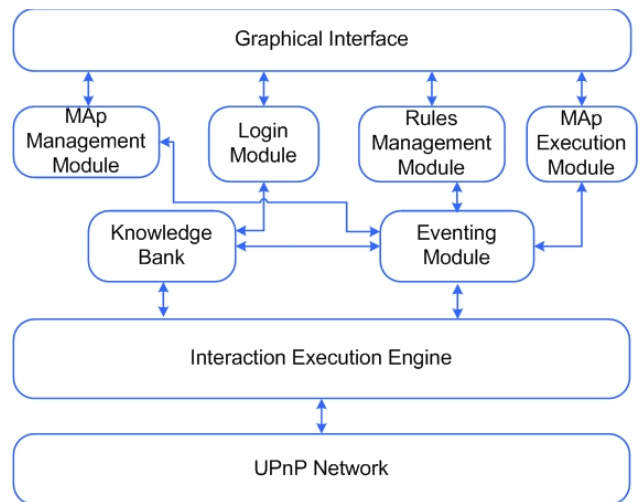 Graphical Interface
MAp
Management
Module
Login
Module
Rules
Management
Module
MAp
Execution
Module
Knowledge
Bank
Eventing
Module
Interaction Execution Engine
UPnP Network